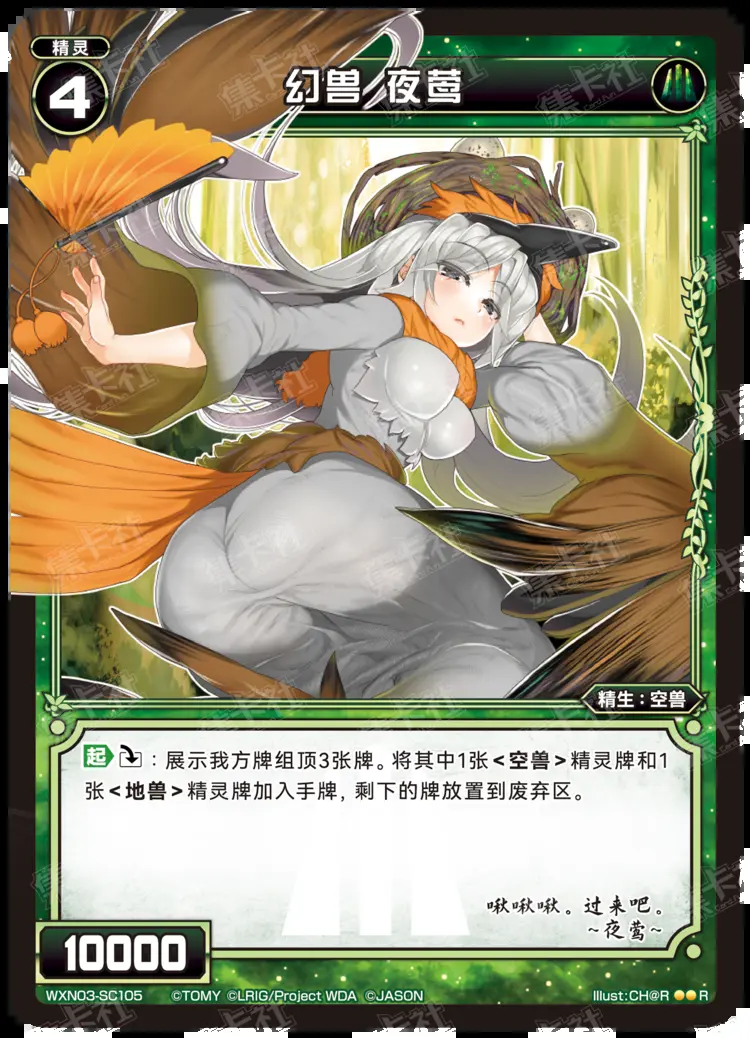 精灵
4
幻兽 夜莺
精生：空兽
起 ：展示我方牌组顶3张牌。将其中1张<空兽>精灵牌和1
张<地兽>精灵牌加入手牌，剩下的牌放置到废弃区。
啾啾啾。过来吧。
~夜莺~
10000
WXN03-SC105 ©TOMY ©LRIG/Project WDA ©JASON Illust:CH@R R
集卡社